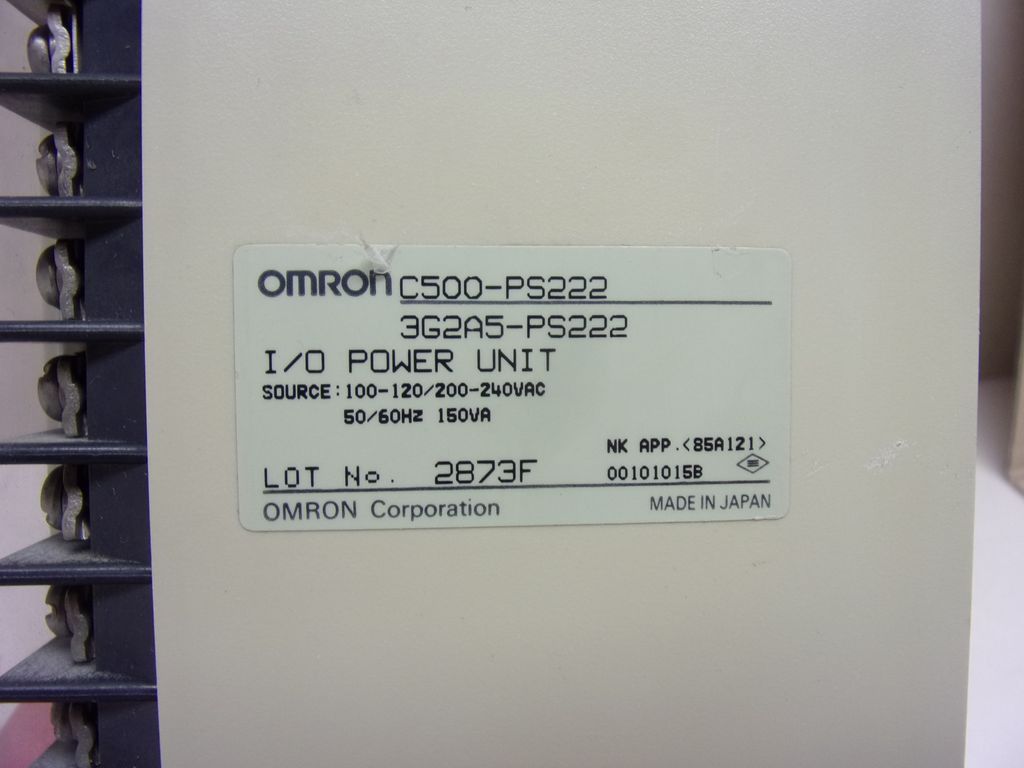 OMRON C500-PS222
3G2A5-PS222
I/O POWER UNIT
SOURCE:100-120/200-240VAC
50/60Hz 150VA
NK APP.<85A121>
LOT No. 2873F 00101015B
OMRON Corporation MADE IN JAPAN